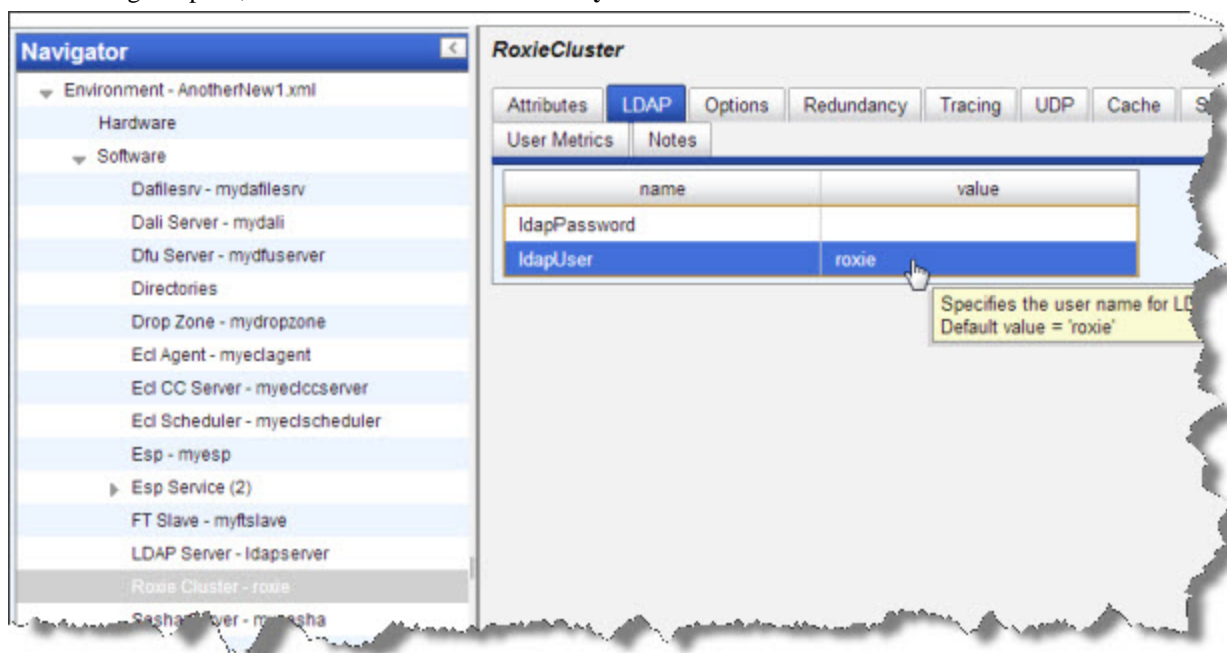 Navigator
Environment - AnotherNew1.xml
Hardware
Software
Dafilesrv - mydafilesrv
Dali Server - mydali
Dfu Server - mydfuserver
Directories
Drop Zone - mydropzone
Ecl Agent - myeclagent
Ecl CC Server - myeclccserver
Ecl Scheduler - myeclscheduler
Esp - myesp
Esp Service (2)
FT Slave - myftslave
LDAP Server - ldapserver
Roxie Cluster - roxie
RoxieCluster
Attributes LDAP Options Redundancy Tracing UDP Cache
User Metrics Notes
name value
ldapPassword
ldapUser roxie
Specifies the user name for
Default value = 'roxie'